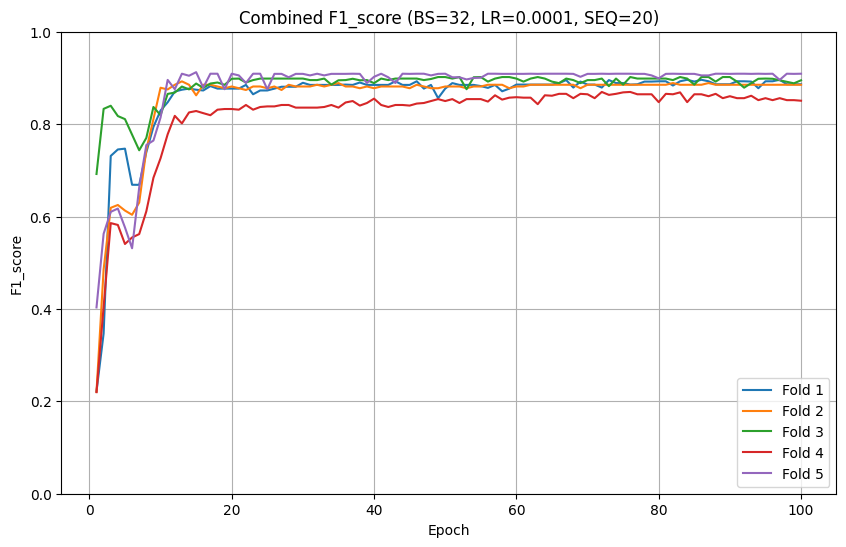 Combined F1_score (BS=32, LR=0.0001, SEQ=20)
F1_score
1.0
0.8
0.6
0.4
0.2
0.0
0
20
40
60
80
100
Epoch
Fold 1
Fold 2
Fold 3
Fold 4
Fold 5